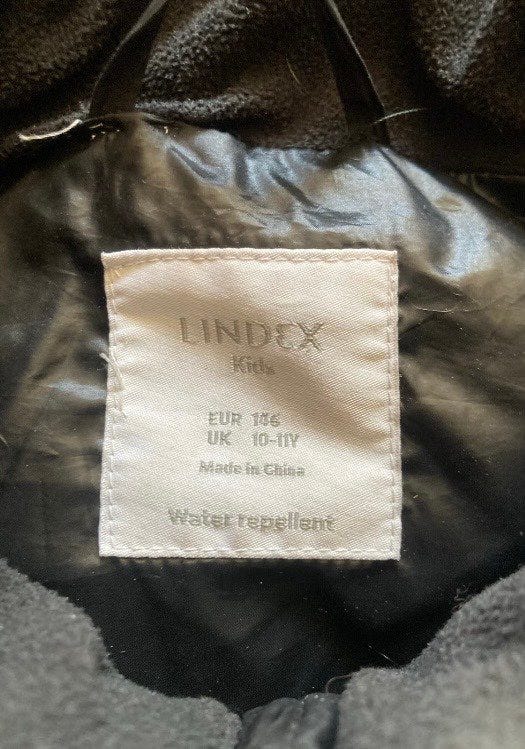 LINDEX
Kids
EUR 146
UK 10-11Y
Made in China
Water repellent